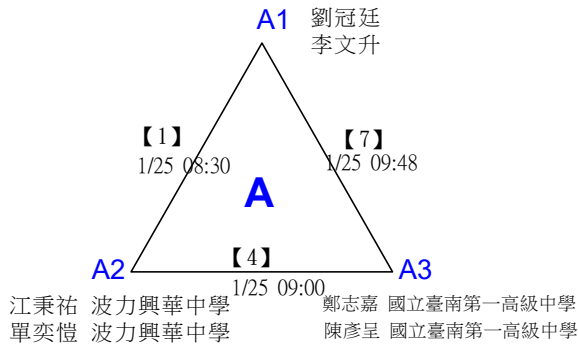 A1 劉冠廷
李文升
【1】
1/25 08:30
【7】
1/25 09:48
A
【4】
1/25 09:00
A2
A3
江秉祐 波力興華中學
單奕愷 波力興華中學
鄭志嘉 國立臺南第一高級中學
陳彥呈 國立臺南第一高級中學